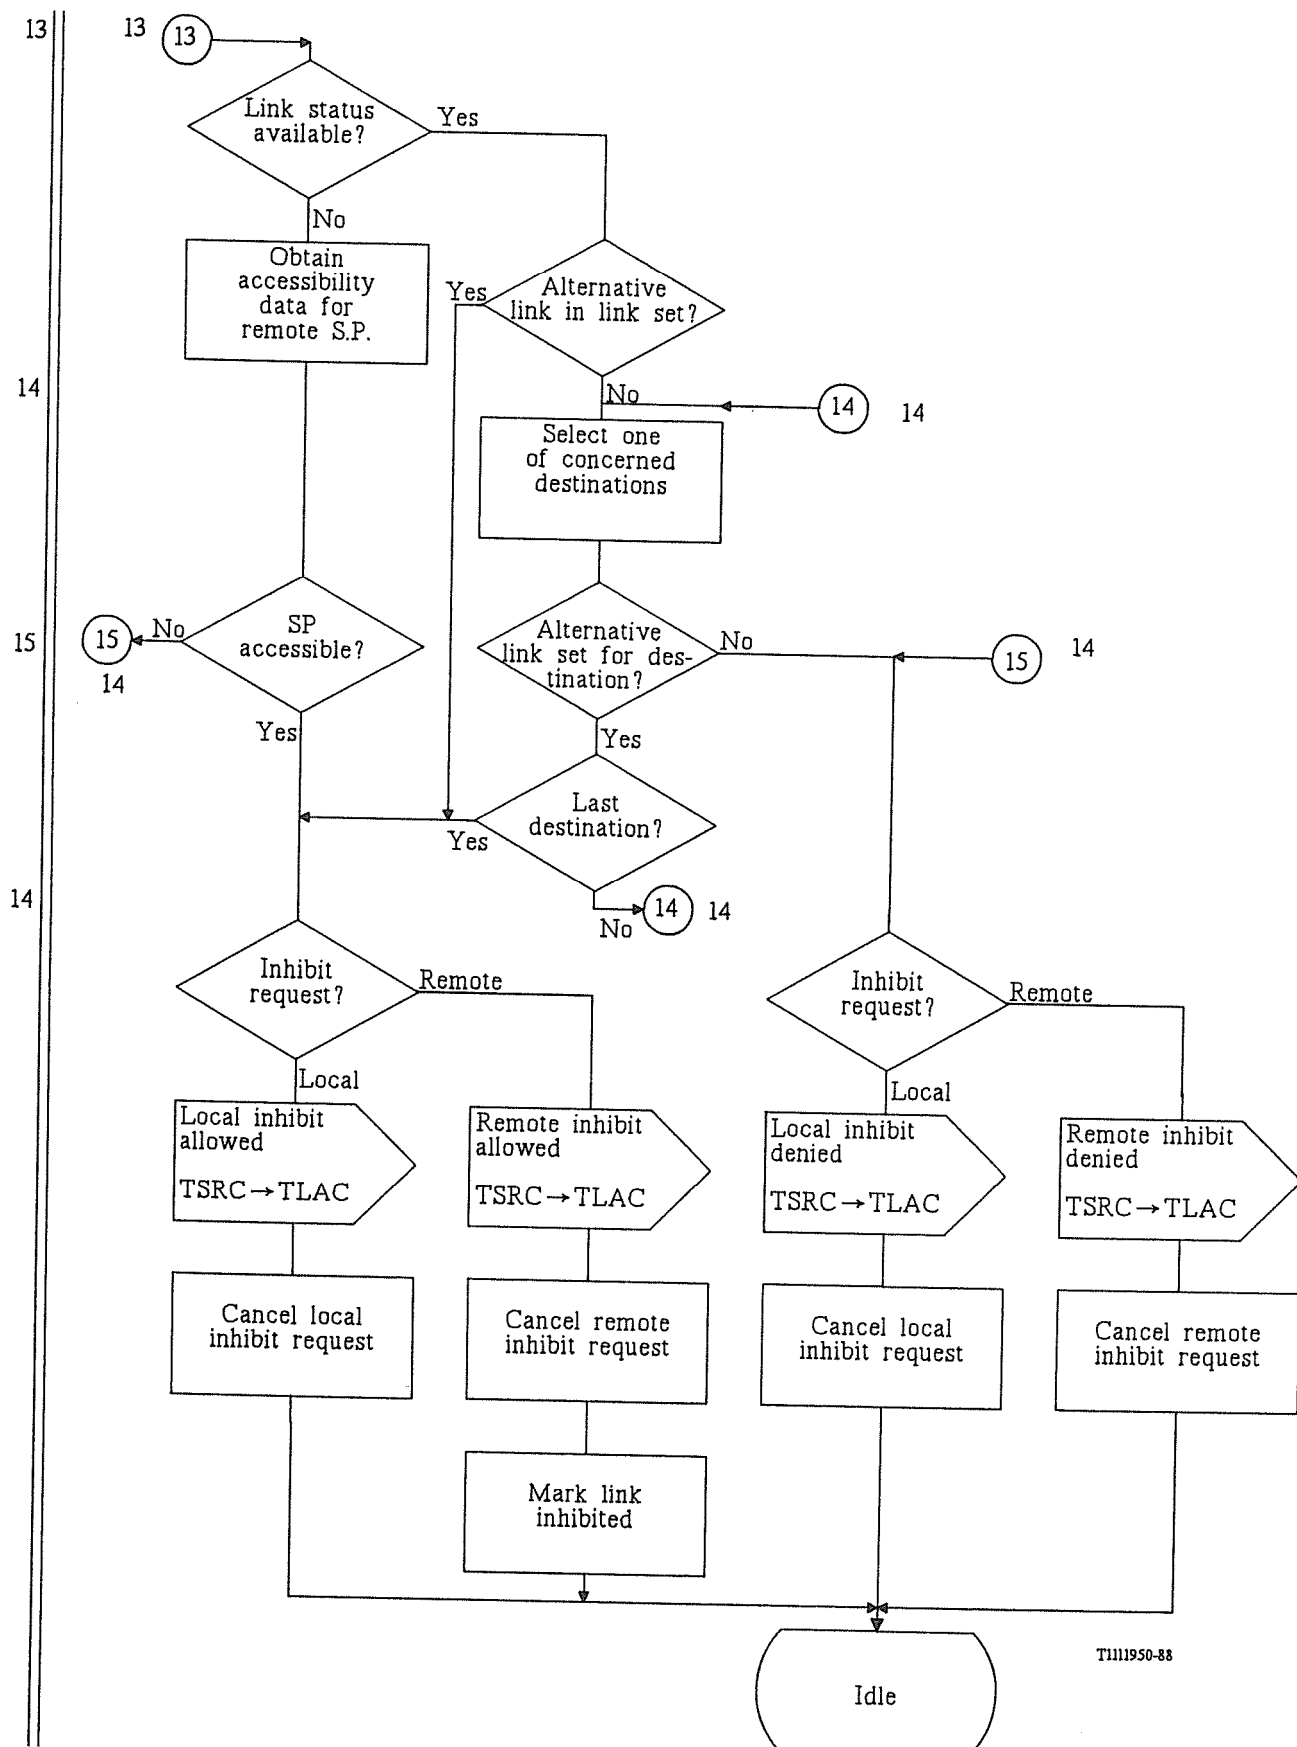 13
13
13
Link status
available?
Yes
No
Obtain
accessibility
data for
remote S.P.
Yes
Alternative
link in link set?
14
No
14
14
Select one
of concerned
destinations
15
15
No
14
SP
accessible?
Yes
Alternative
link set for des-
tination?
No
15
14
Yes
Last
destination?
Yes
14
No
14
14
Inhibit
request?
Remote
Local
Inhibit
request?
Remote
Local
Local inhibit
allowed
TSRC→TLAC
Remote inhibit
allowed
TSRC→TLAC
Local inhibit
denied
TSRC→TLAC
Remote inhibit
denied
TSRC→TLAC
Cancel local
inhibit request
Cancel remote
inhibit request
Cancel local
inhibit request
Cancel remote
inhibit request
Mark link
inhibited
T1111950-88
Idle